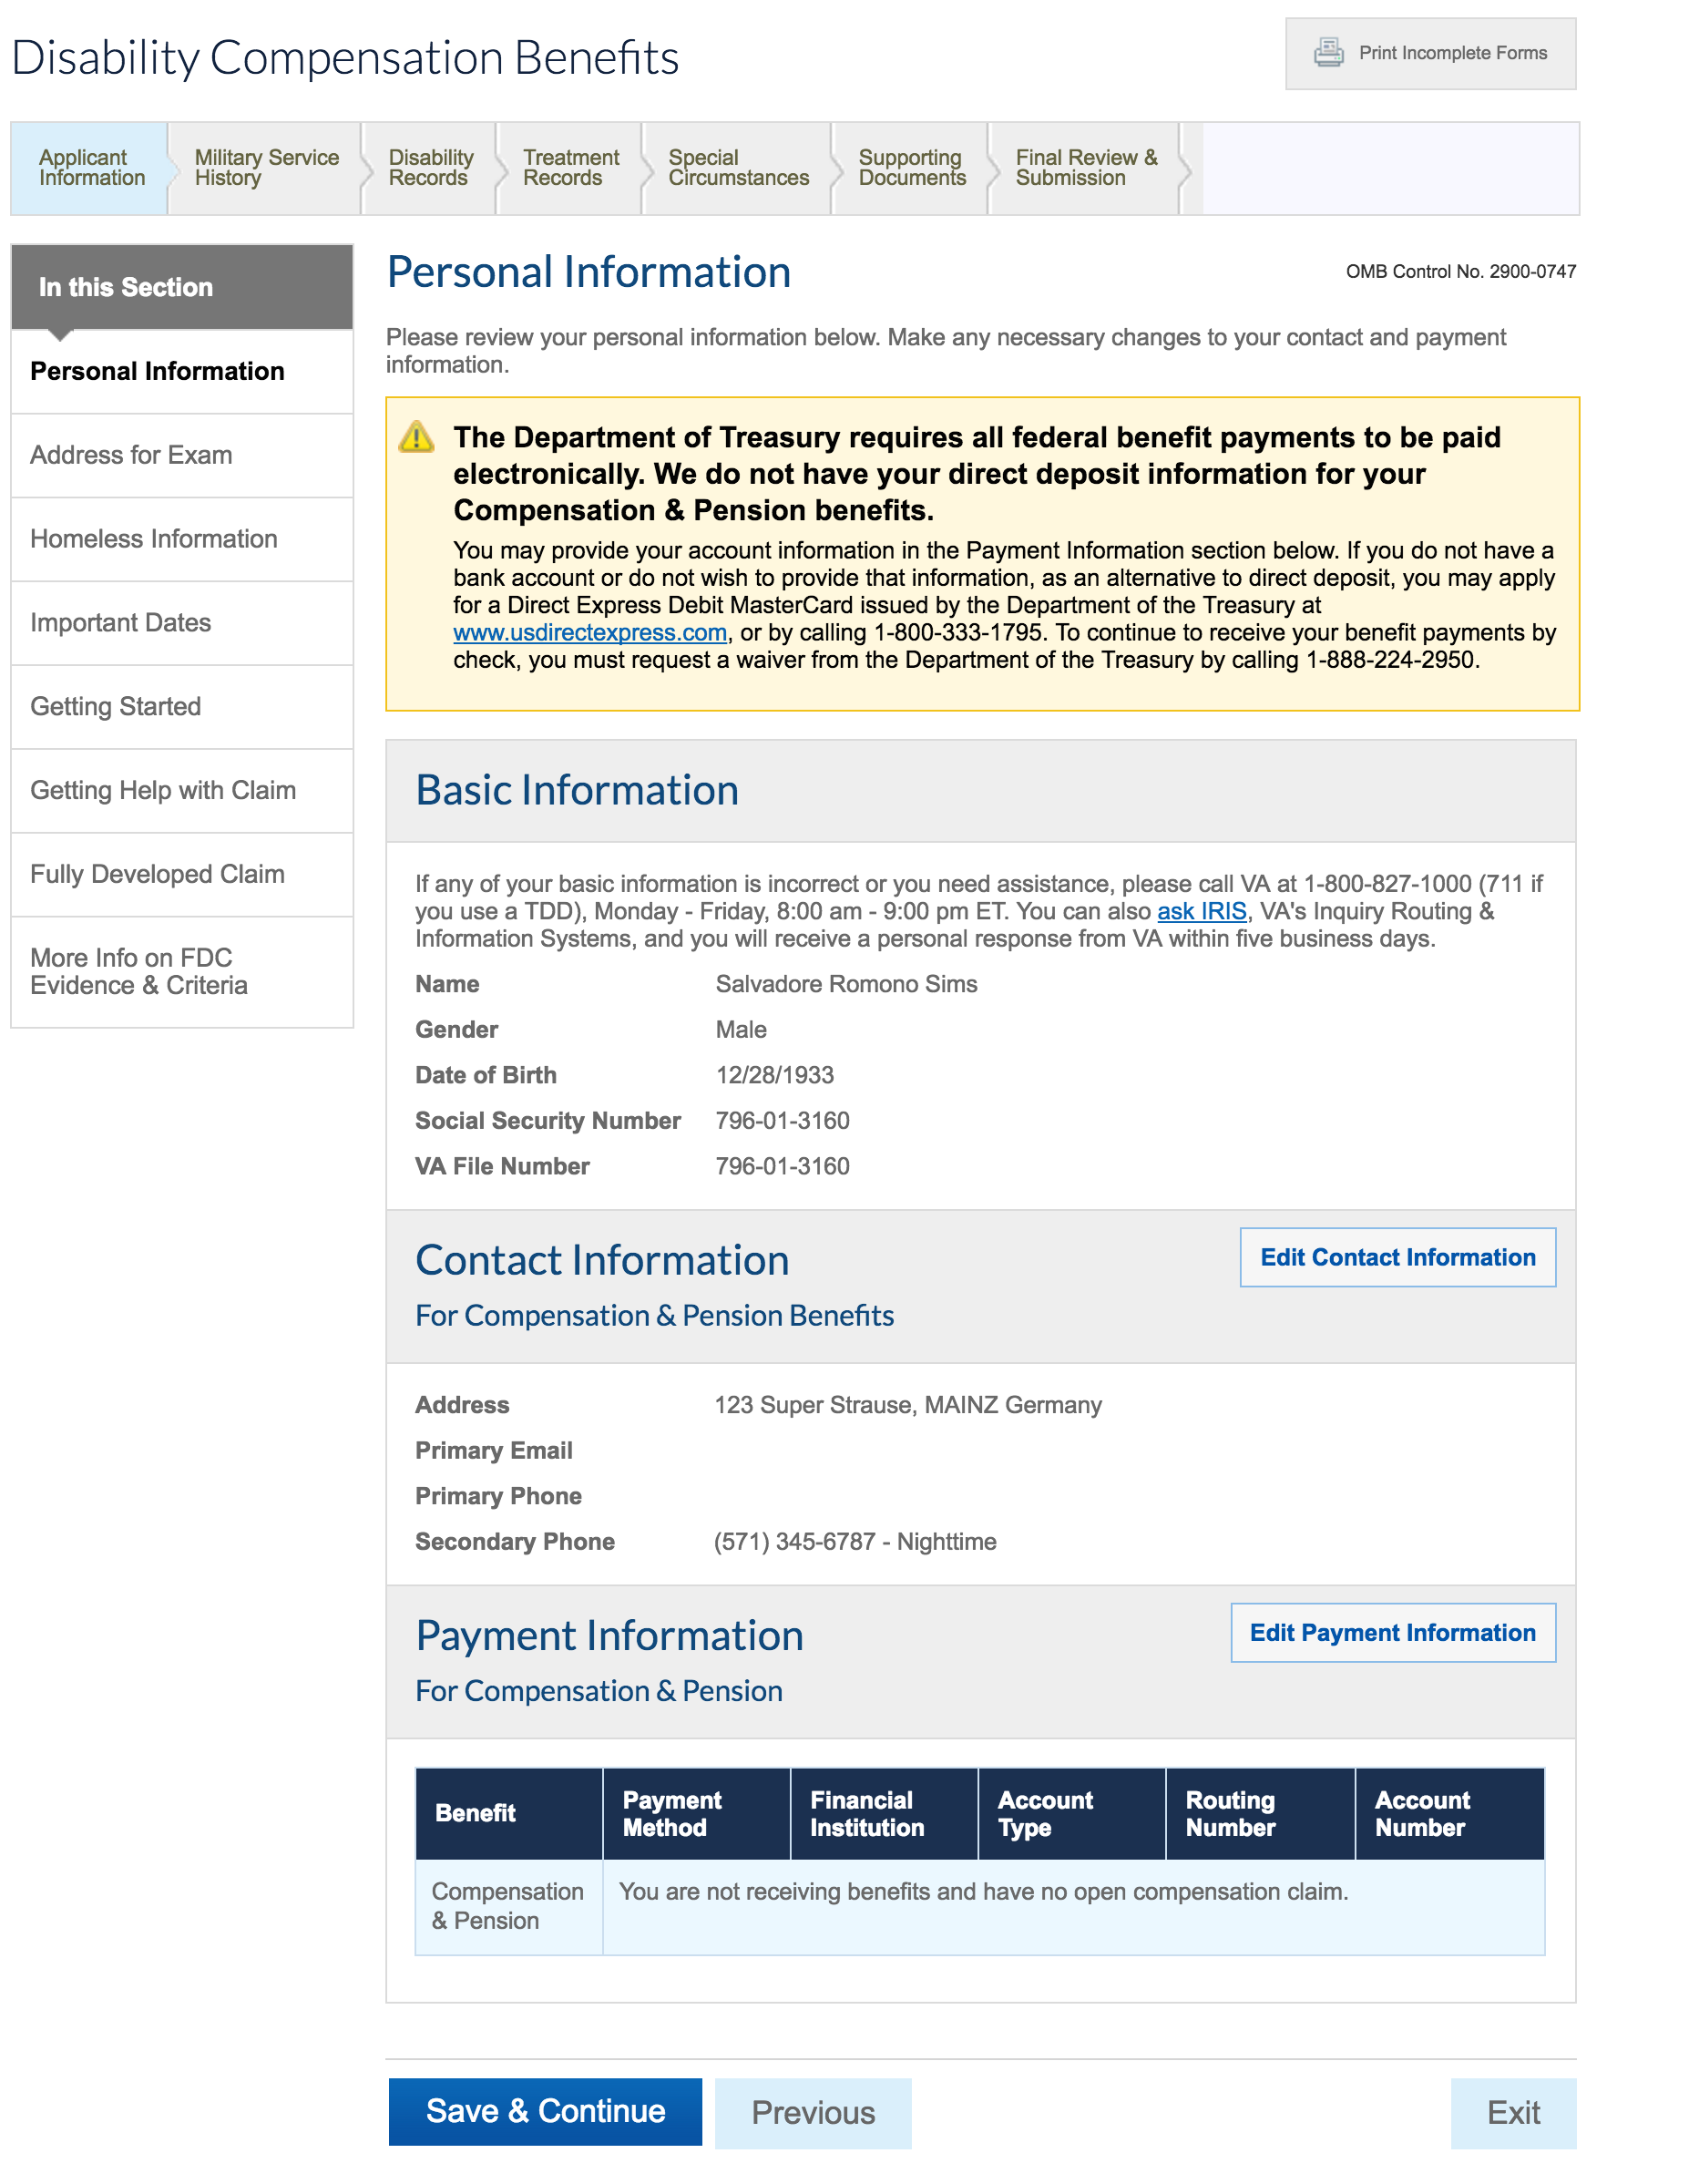 Disability Compensation Benefits
Print Incomplete Forms
Applicant
Information
Military Service
History
Disability
Records
Treatment
Records
Special
Circumstances
Supporting
Documents
Final Review &
Submission
In this Section
Personal Information
Address for Exam
Homeless Information
Important Dates
Getting Started
Getting Help with Claim
Fully Developed Claim
More Info on FDC
Evidence & Criteria
Personal Information
OMB Control No. 2900-0747
Please review your personal information below. Make any necessary changes to your contact and payment
information.
The Department of Treasury requires all federal benefit payments to be paid
electronically. We do not have your direct deposit information for your
Compensation & Pension benefits.
You may provide your account information in the Payment Information section below. If you do not have a
bank account or do not wish to provide that information, as an alternative to direct deposit, you may apply
for a Direct Express Debit MasterCard issued by the Department of the Treasury at
www.usdirectexpress.com, or by calling 1-800-333-1795. To continue to receive your benefit payments by
check, you must request a waiver from the Department of the Treasury by calling 1-888-224-2950.
Basic Information
If any of your basic information is incorrect or you need assistance, please call VA at 1-800-827-1000 (711 if
you use a TDD), Monday - Friday, 8:00 am - 9:00 pm ET. You can also ask IRIS, VA's Inquiry Routing &
Information Systems, and you will receive a personal response from VA within five business days.
Name Salvadore Romono Sims
Gender Male
Date of Birth 12/28/1933
Social Security Number 796-01-3160
VA File Number 796-01-3160
Contact Information
Edit Contact Information
For Compensation & Pension Benefits
Address 123 Super Strause, MAINZ Germany
Primary Email
Primary Phone
Secondary Phone (571) 345-6787 - Nighttime
Payment Information
Edit Payment Information
For Compensation & Pension
Benefit
Payment
Method
Financial
Institution
Account
Type
Routing
Number
Account
Number
Compensation
& Pension
You are not receiving benefits and have no open compensation claim.
Save & Continue
Previous
Exit